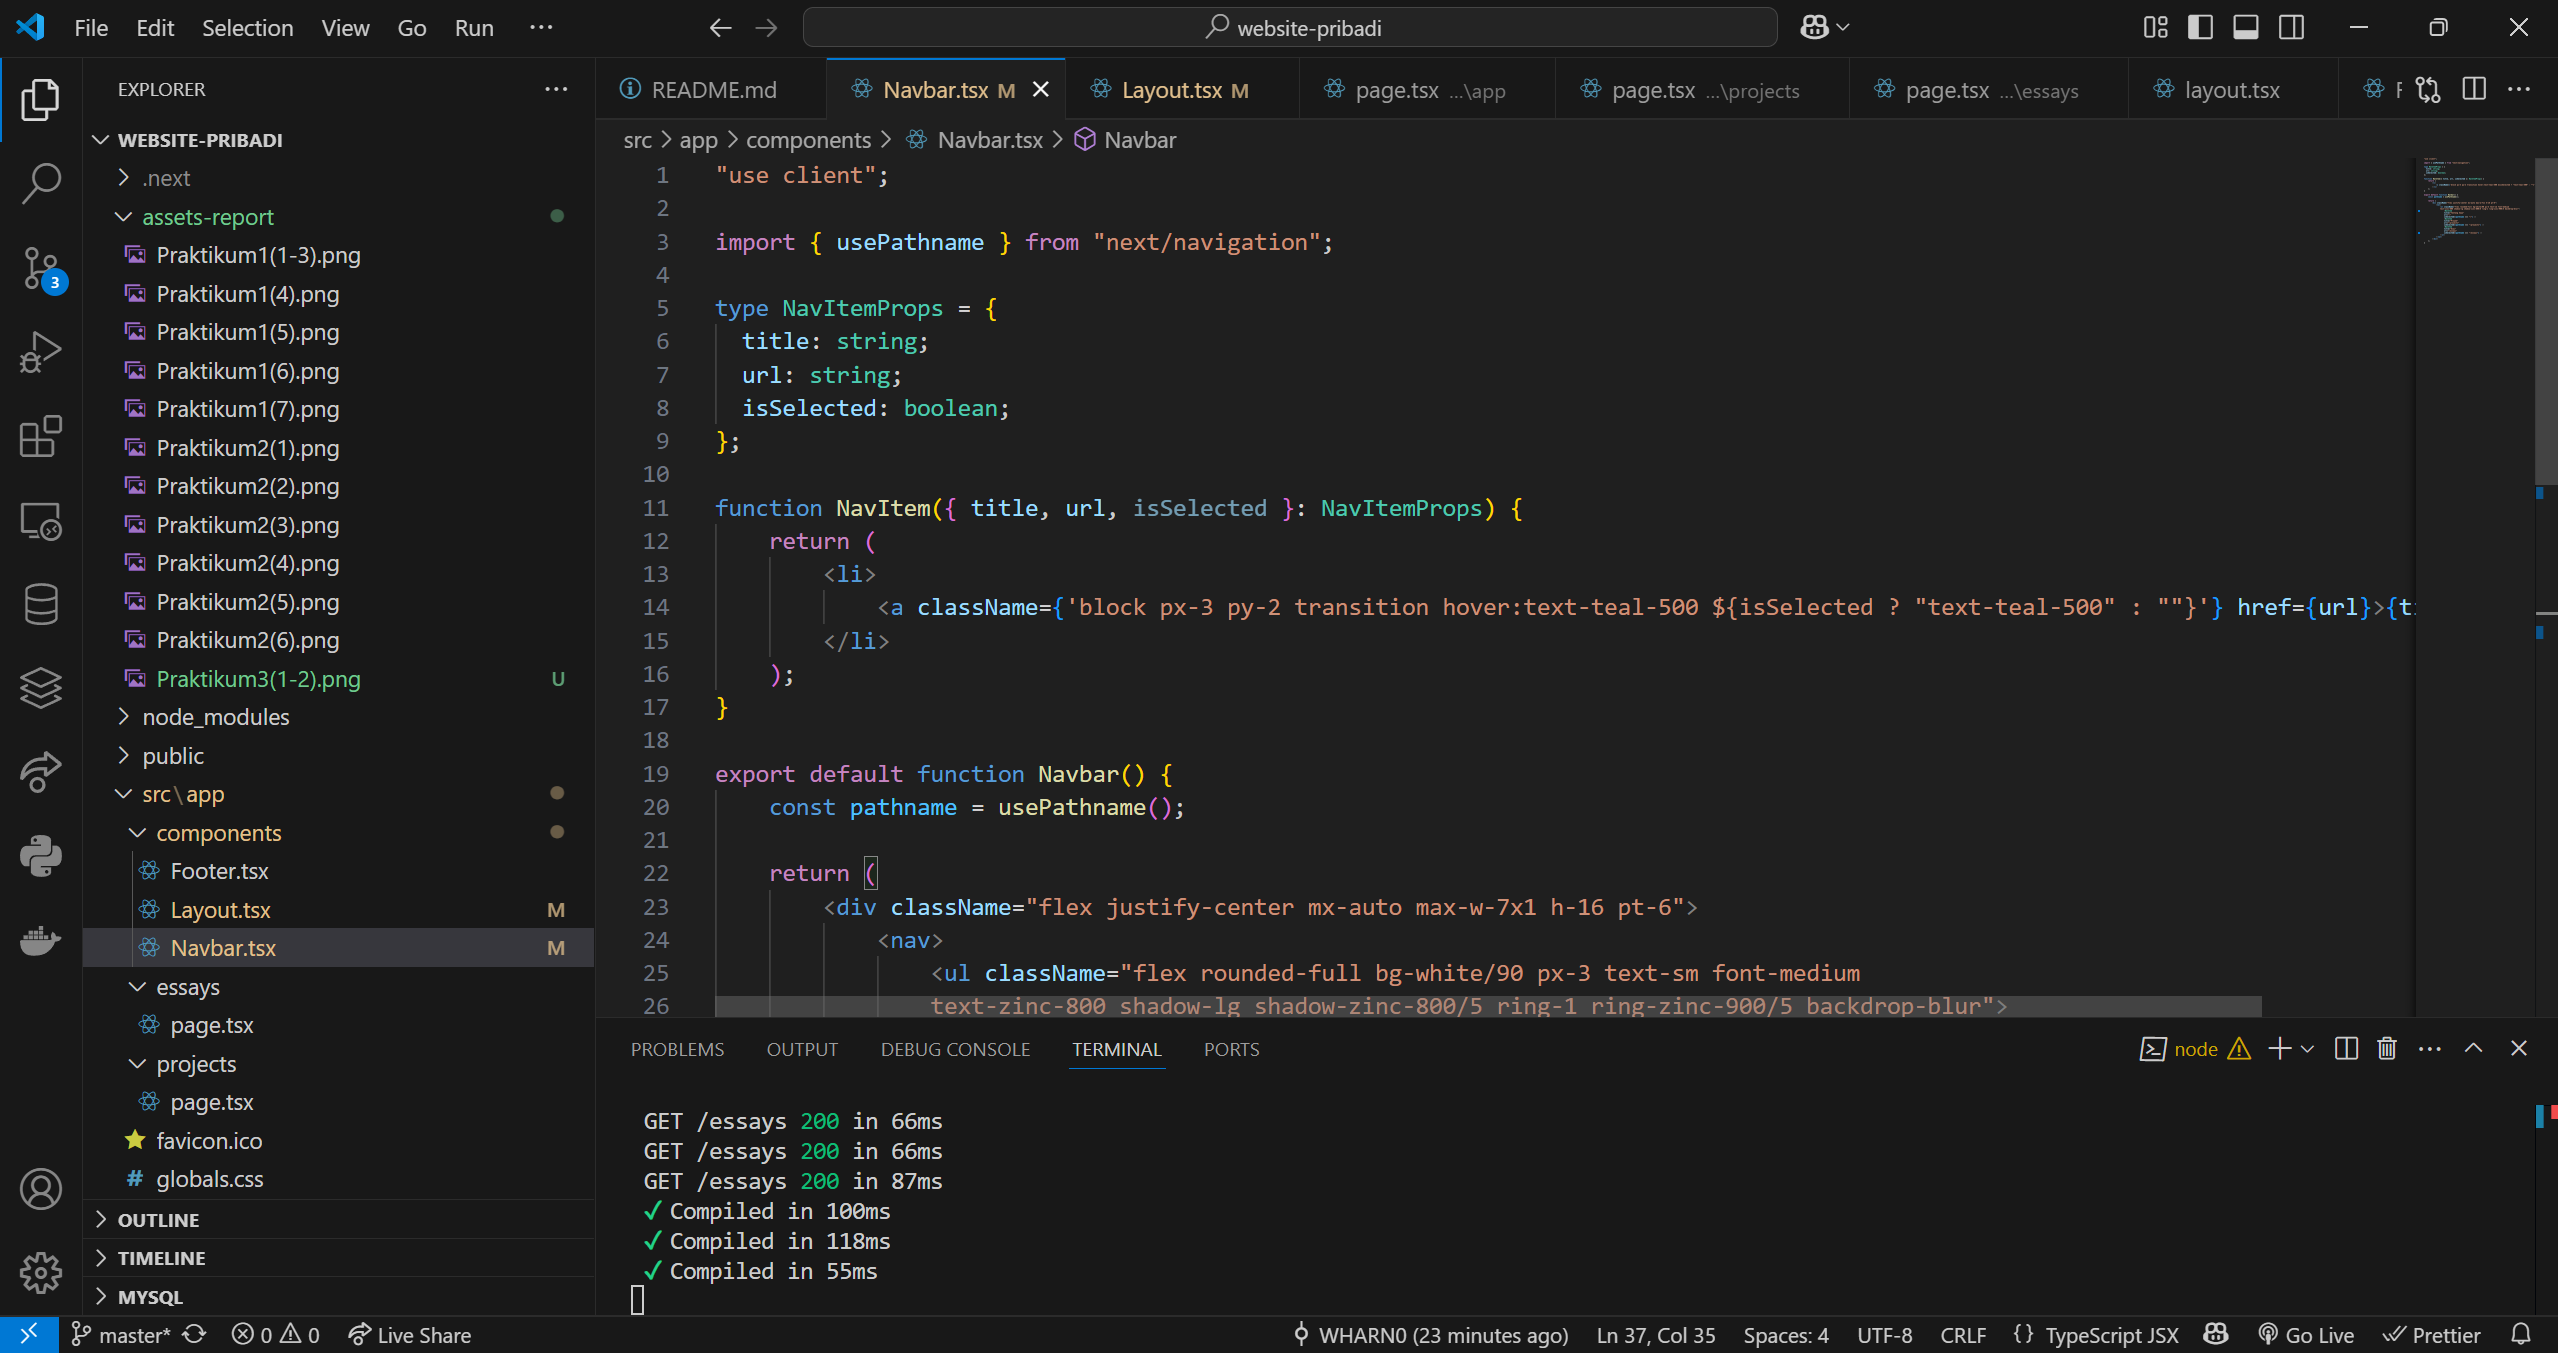 File Edit Selection View Go Run ···
website-pribadi
EXPLORER
WEBSITE-PRIBADI
.next
assets-report
Praktikum1(1-3).png
Praktikum1(4).png
Praktikum1(5).png
Praktikum1(6).png
Praktikum1(7).png
Praktikum2(1).png
Praktikum2(2).png
Praktikum2(3).png
Praktikum2(4).png
Praktikum2(5).png
Praktikum2(6).png
Praktikum3(1-2).png U
node_modules
public
src\app
components
Footer.tsx
Layout.tsx M
Navbar.tsx M
essays
page.tsx
projects
page.tsx
favicon.ico
# globals.css
OUTLINE
TIMELINE
MYSQL
3
README.md Navbar.tsx M Layout.tsx M page.tsx ...\app page.tsx ...\projects page.tsx ...\essays layout.tsx
src > app > components > Navbar.tsx > Navbar
1 "use client";
2
3 import { usePathname } from "next/navigation";
4
5 type NavItemProps = {
6 title: string;
7 url: string;
8 isSelected: boolean;
9 };
10
11 function NavItem({ title, url, isSelected }: NavItemProps) {
12 return (
13 <li>
14 <a className={'block px-3 py-2 transition hover:text-teal-500 ${isSelected ? "text-teal-500" : ""}'} href={url}>{t
15 </li>
16 );
17 }
18
19 export default function Navbar() {
20 const pathname = usePathname();
21
22 return (
23 <div className="flex justify-center mx-auto max-w-7x1 h-16 pt-6">
24 <nav>
25 <ul className="flex rounded-full bg-white/90 px-3 text-sm font-medium
26 text-zinc-800 shadow-lg shadow-zinc-800/5 ring-1 ring-zinc-900/5 backdrop-blur">
PROBLEMS OUTPUT DEBUG CONSOLE TERMINAL PORTS
node
GET /essays 200 in 66ms
GET /essays 200 in 66ms
GET /essays 200 in 87ms
✓ Compiled in 100ms
✓ Compiled in 118ms
✓ Compiled in 55ms
master* 0 0 Live Share
WHARN0 (23 minutes ago) Ln 37, Col 35 Spaces: 4 UTF-8 CRLF {} TypeScript JSX Go Live Prettier